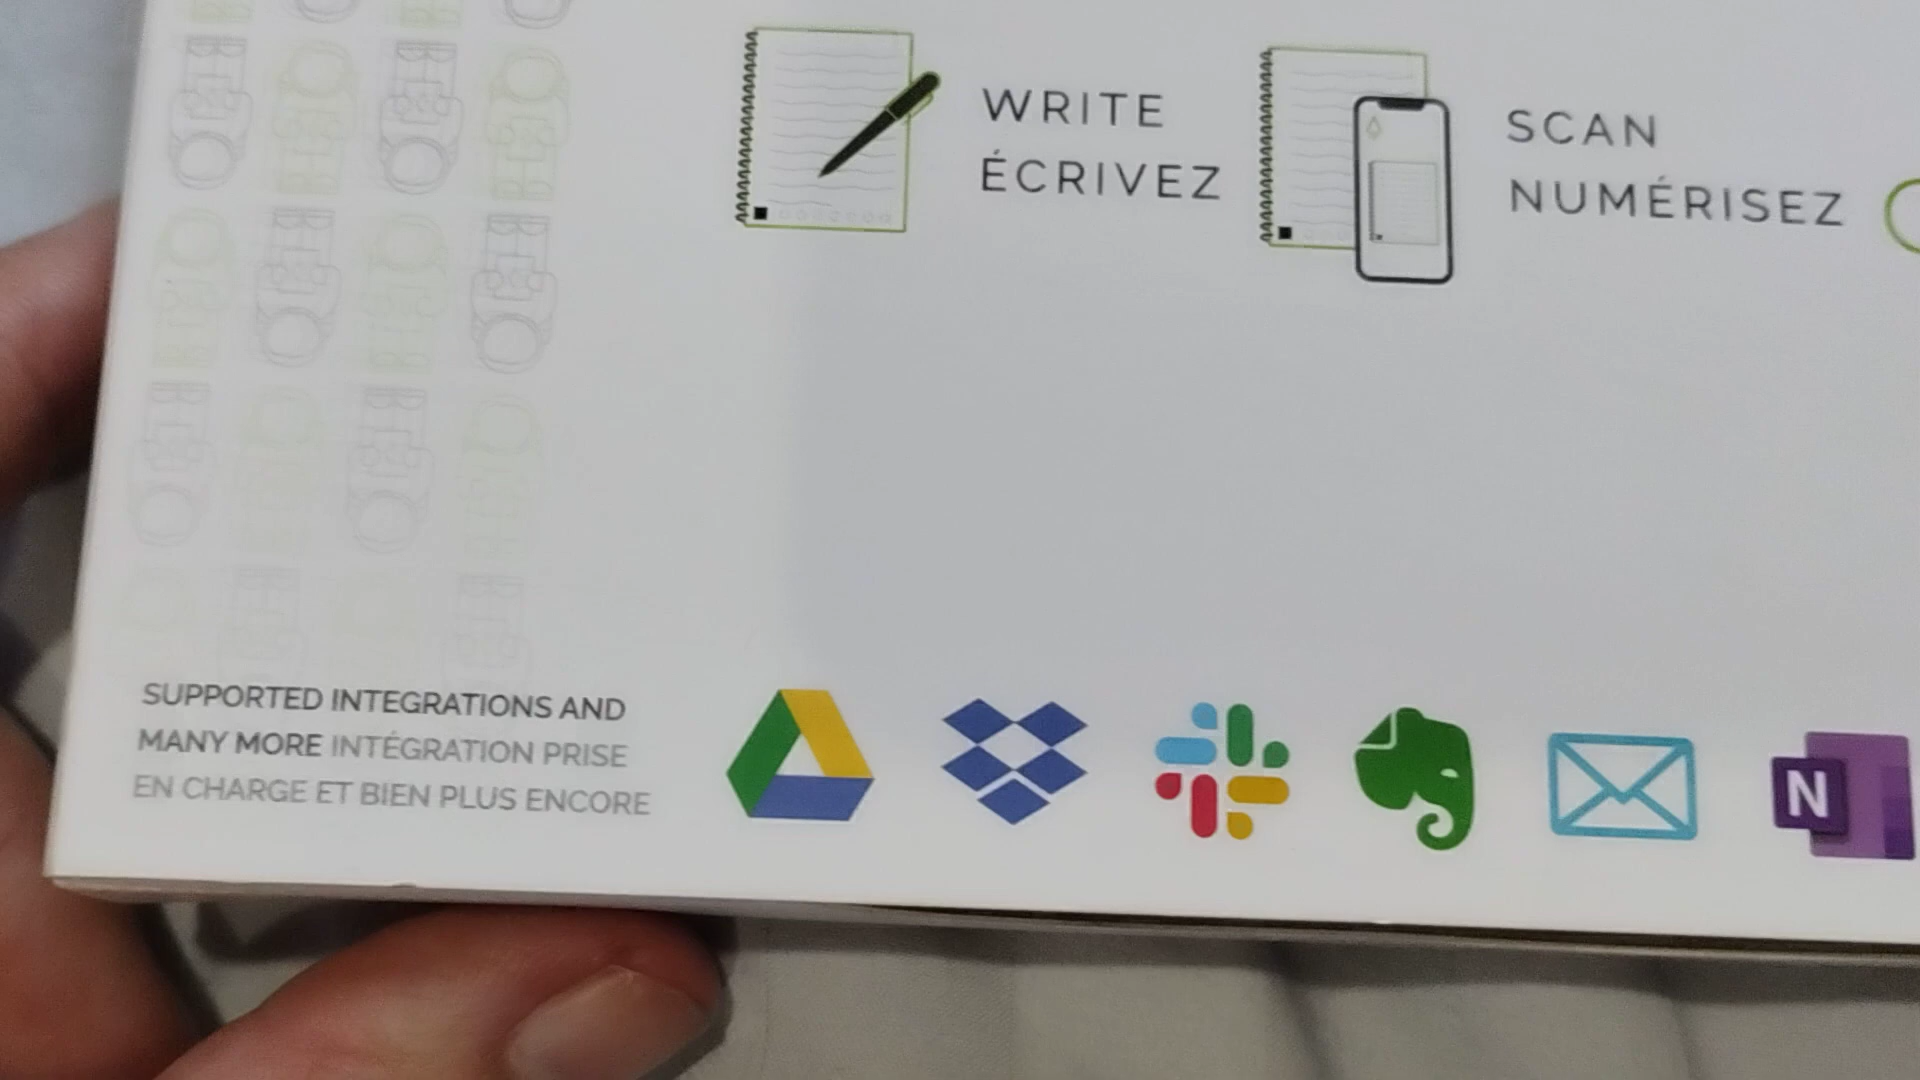 WRITE
ÉCRIVEZ
SCAN
NUMÉRISEZ
SUPPORTED INTEGRATIONS AND
MANY MORE INTÉGRATION PRISE
EN CHARGE ET BIEN PLUS ENCORE
N